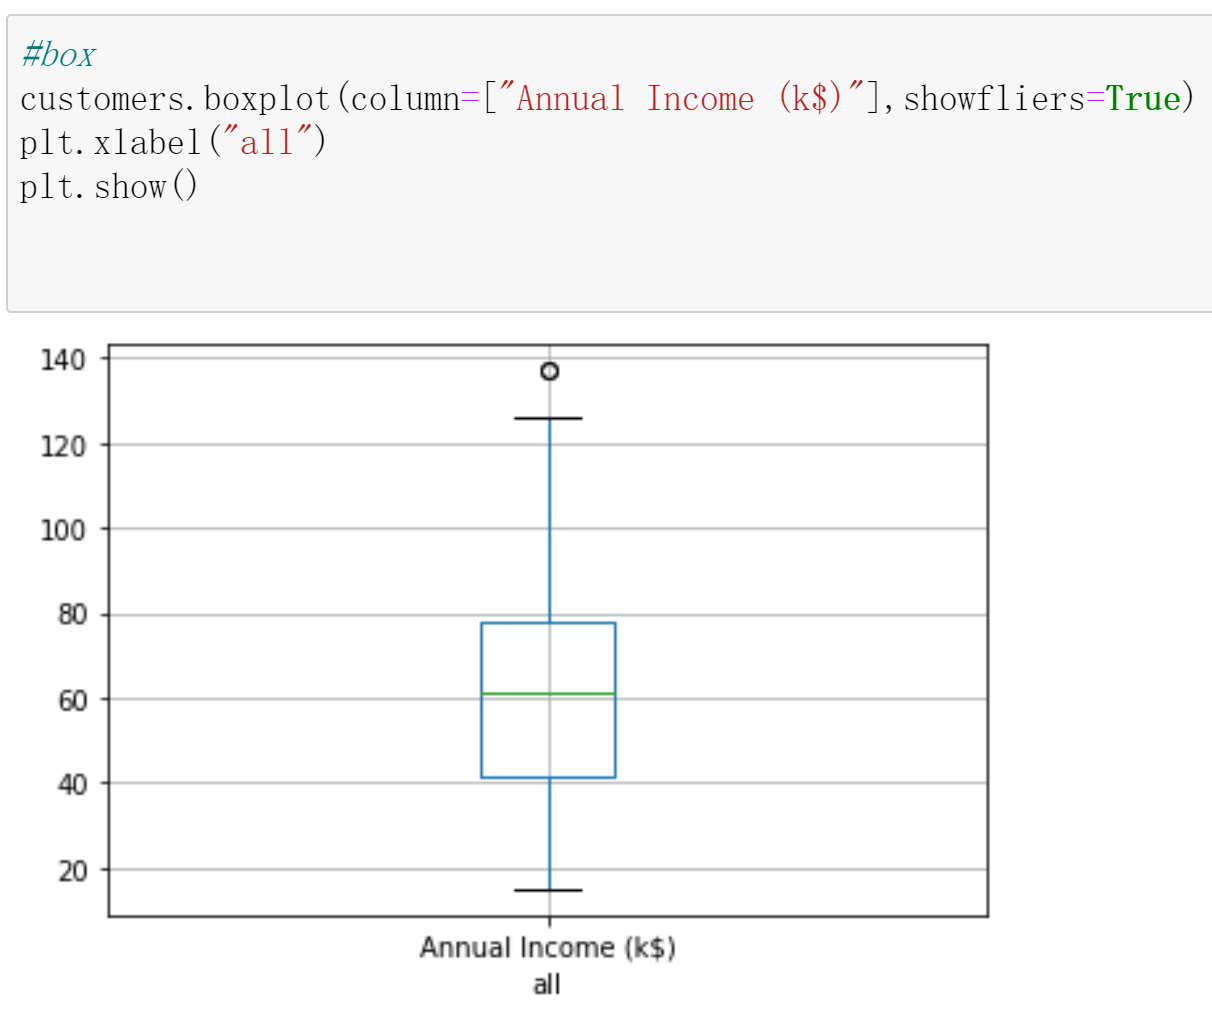 #box
customers.boxplot(column=["Annual Income (k$)"],showfliers=True)
plt.xlabel("all")
plt.show()
140
120
100
80
60
40
20
Annual Income (k$)
all